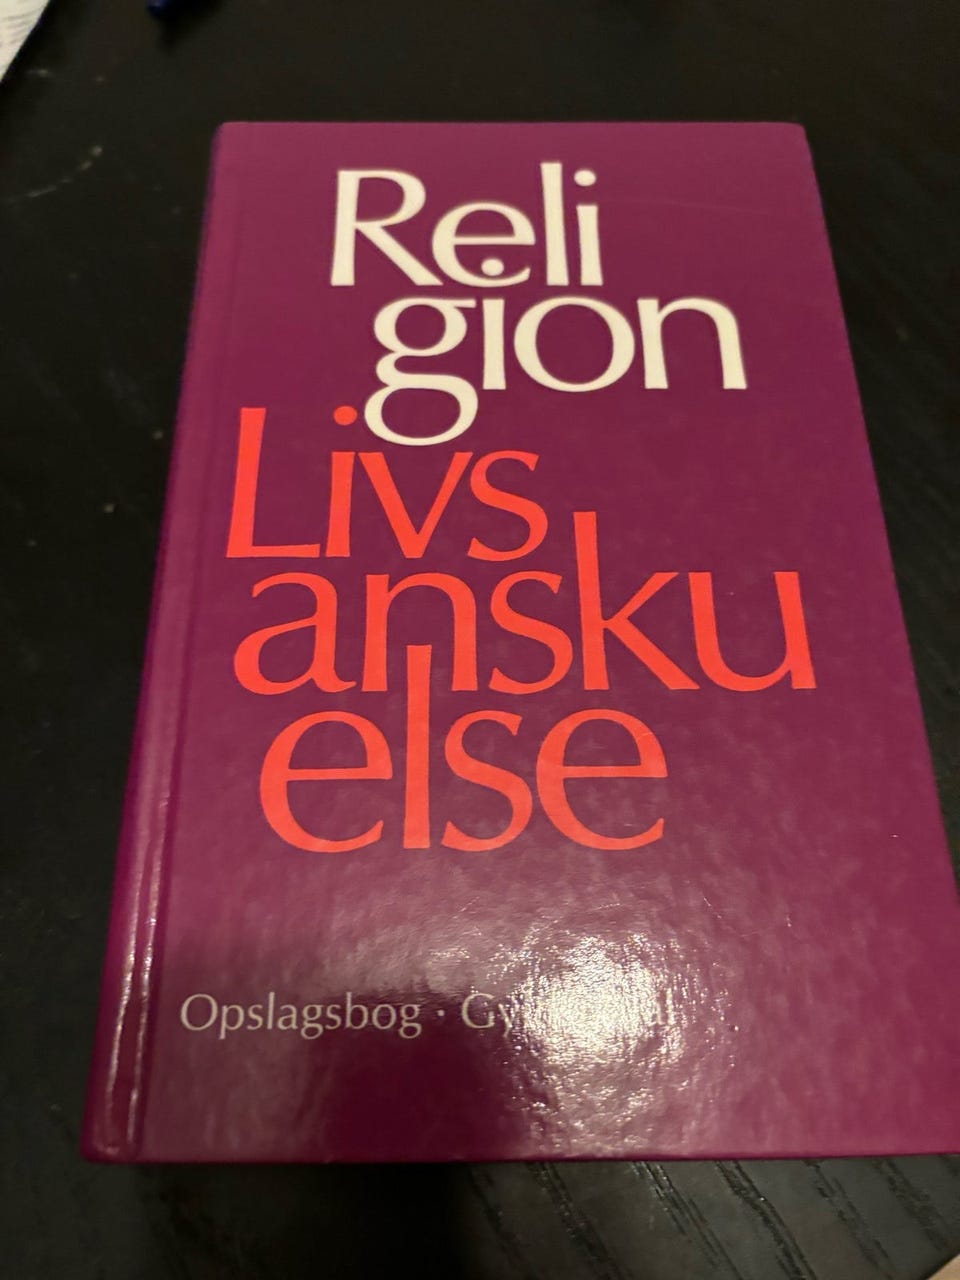 Reli
gion
Livs
ansku
else
Opslagsbog ·